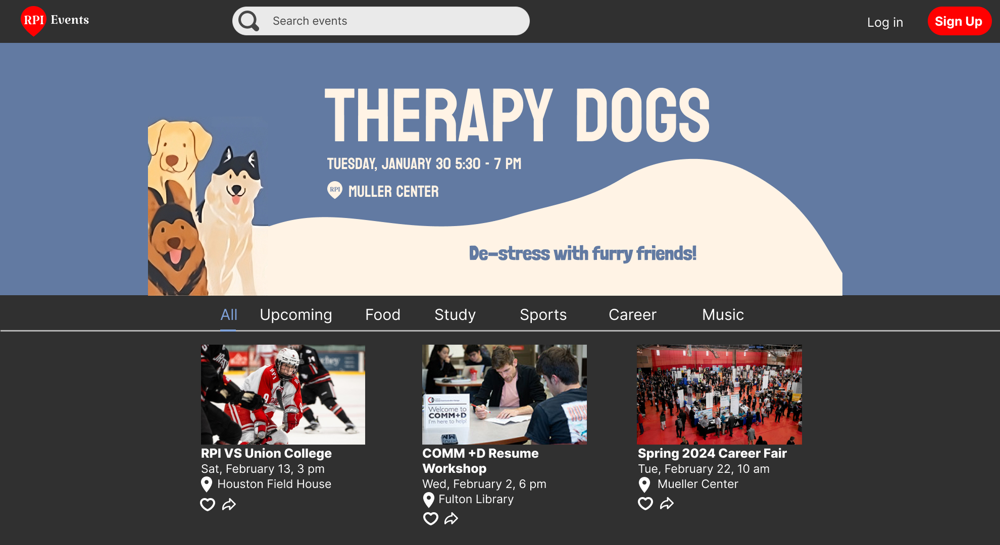 RPI Events
Search events
Log in
Sign Up
THERAPY DOGS
TUESDAY, JANUARY 30 5:30 - 7 PM
RPI MULLER CENTER
De-stress with furry friends!
All Upcoming Food Study Sports Career Music
RPI
9
14
Welcome to
COMM+D
I'm here to help!
RPI VS Union College
Sat, February 13, 3 pm
Houston Field House
COMM +D Resume
Workshop
Wed, February 2, 6 pm
Fulton Library
Spring 2024 Career Fair
Tue, February 22, 10 am
Mueller Center